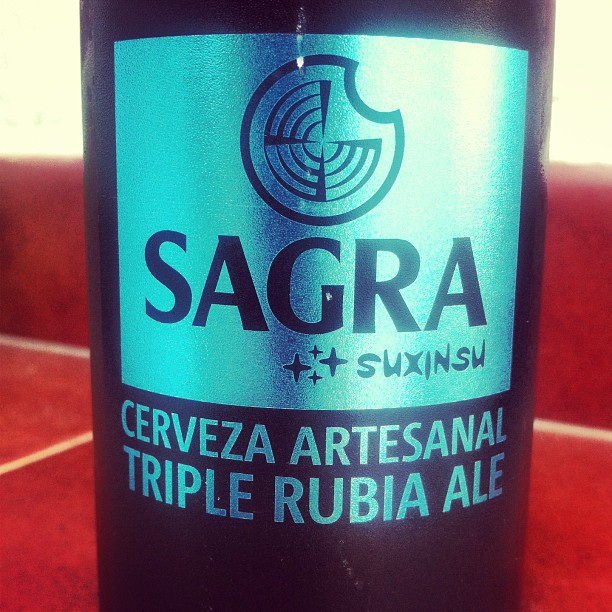 SAGRA
SUXINSU
CERVEZA ARTESANAL
TRIPLE RUBIA ALE